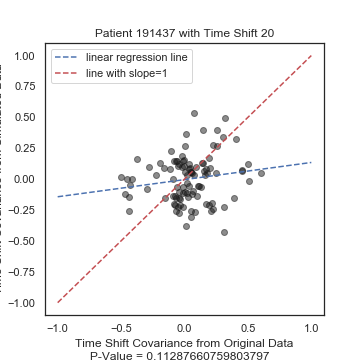 Patient 191437 with Time Shift 20
linear regression line
line with slope=1
1.00
0.75
0.50
0.25
0.00
−0.25
−0.50
−0.75
−1.00
−1.0 −0.5 0.0 0.5 1.0
Time Shift Covariance from Original Data
P-Value = 0.11287660759803797